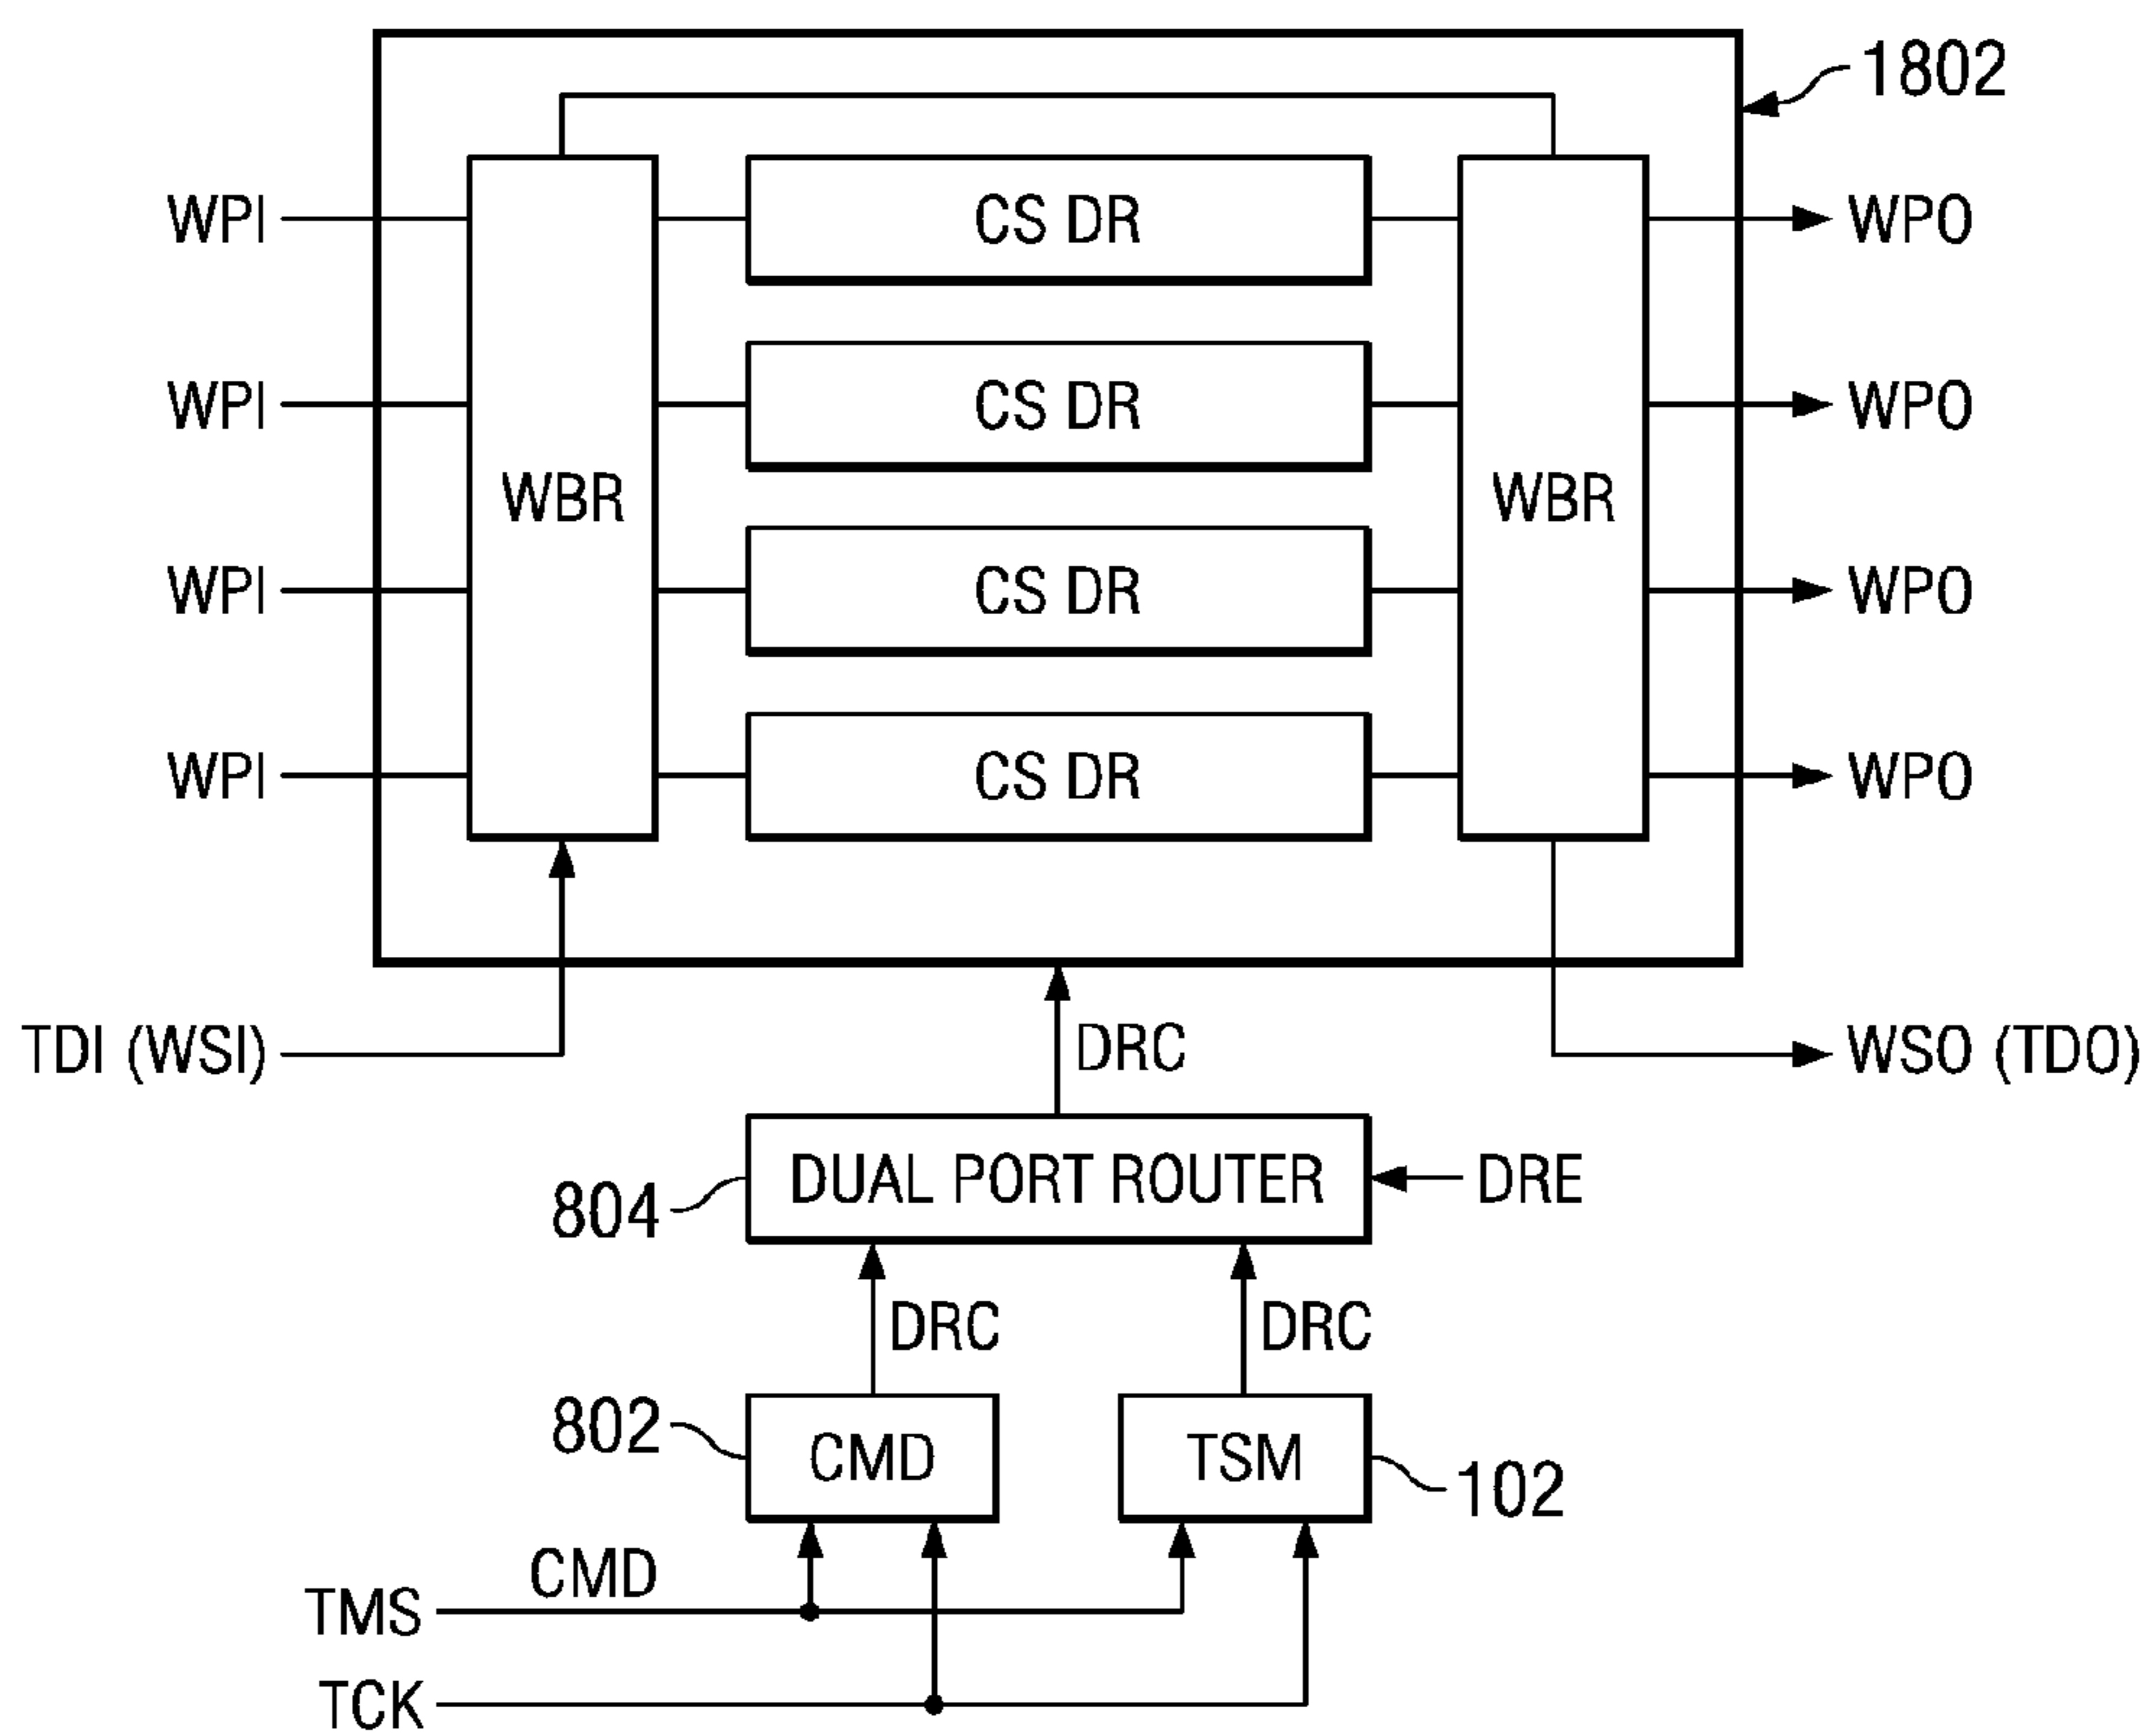 1802
WPI CS DR WPO
WPI CS DR WPO
WBR WBR
WPI CS DR WPO
WPI CS DR WPO
TDI (WSI) DRC WSO (TDO)
804 DUAL PORT ROUTER DRE
DRC DRC
802 CMD TSM 102
CMD
TMS
TCK